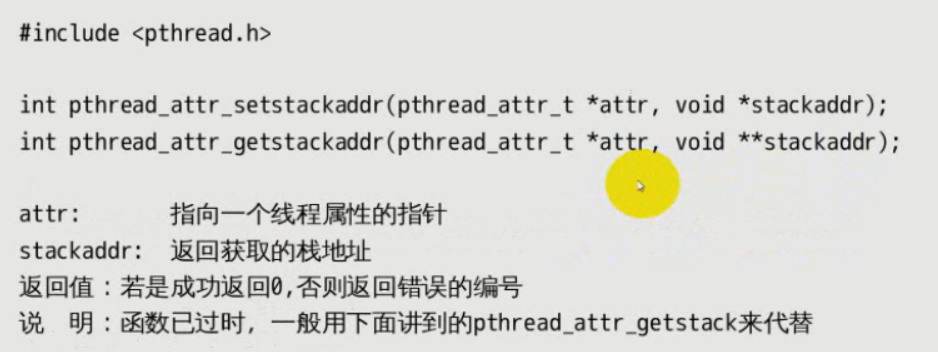 #include <pthread.h>
int pthread_attr_setstackaddr(pthread_attr_t *attr, void *stackaddr);
int pthread_attr_getstackaddr(pthread_attr_t *attr, void **stackaddr);
attr: 指向一个线程属性的指针
stackaddr: 返回获取的栈地址
返回值：若是成功返回0,否则返回错误的编号
说 明：函数已过时，一般用下面讲到的pthread_attr_getstack来代替